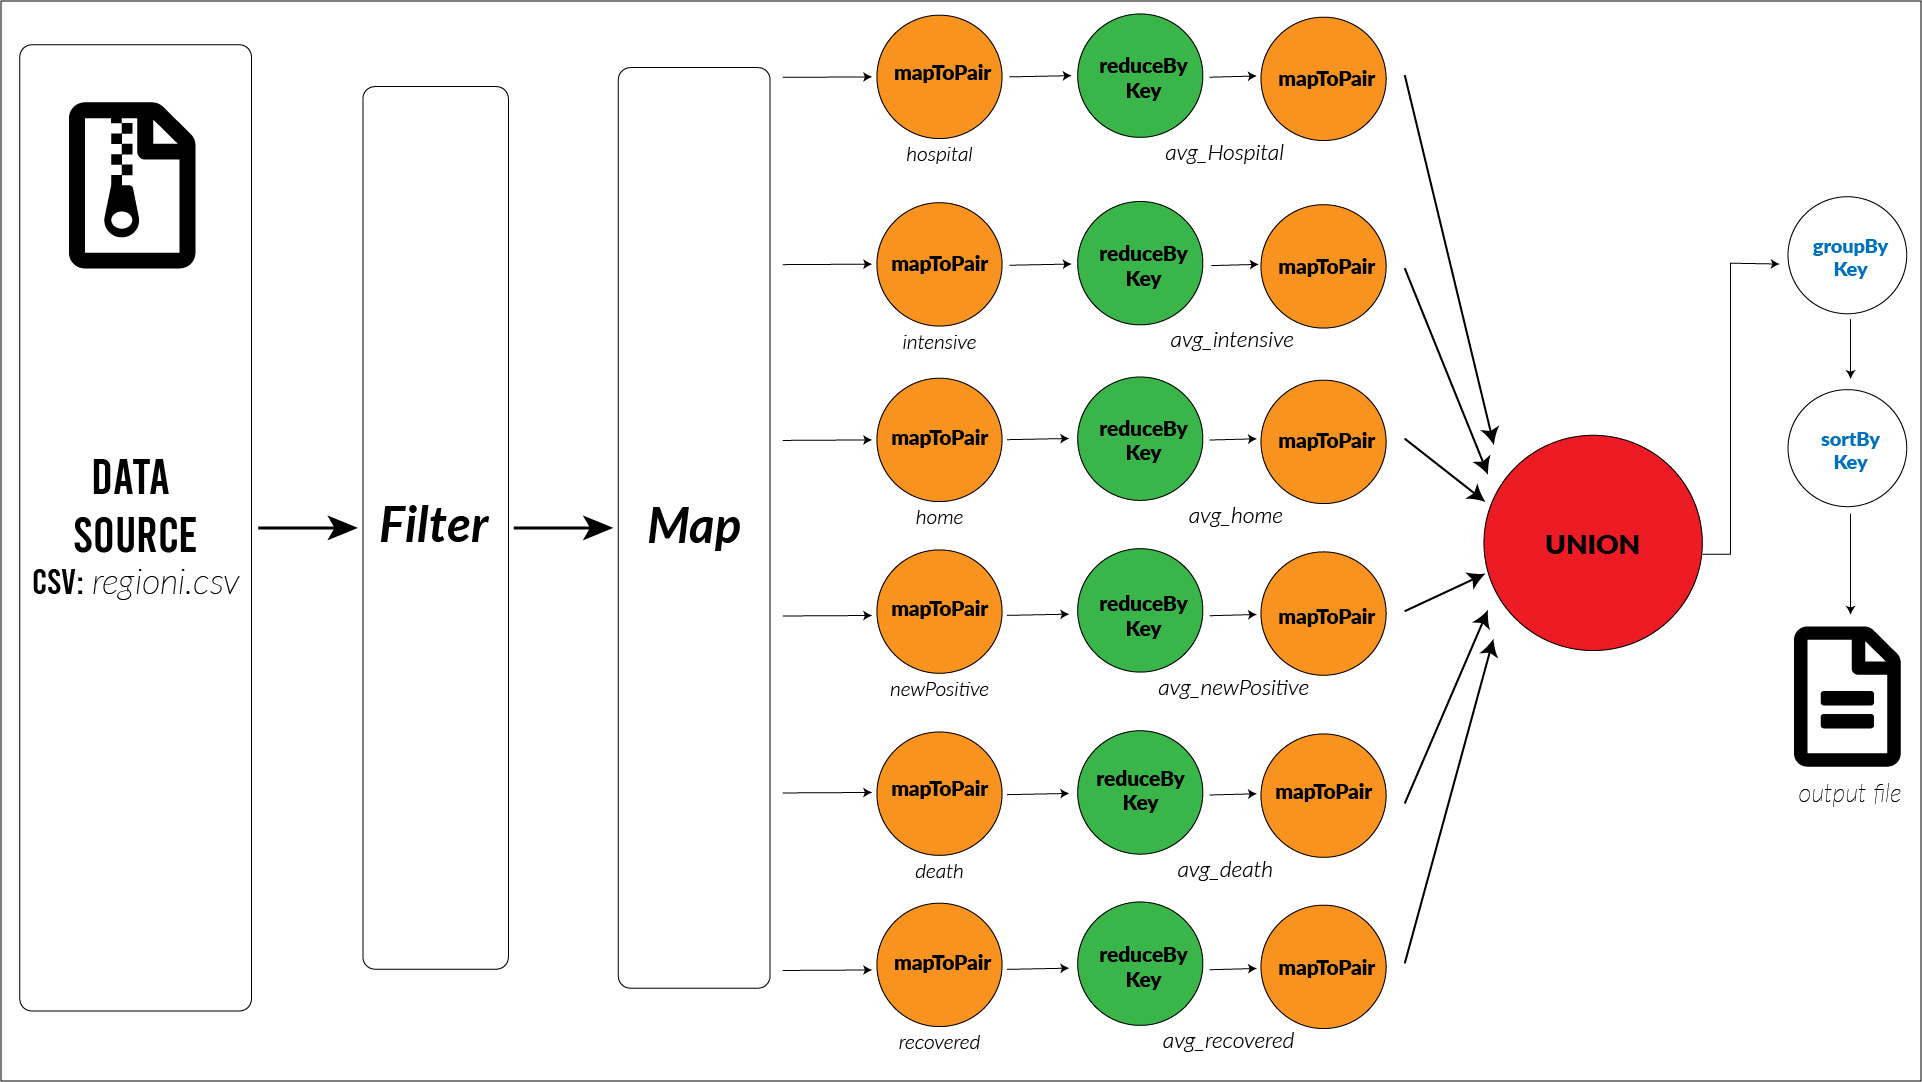 DATA
SOURCE
CSV: regioni.csv
Filter
Map
mapToPair
hospital
reduceBy
Key
mapToPair
avg_Hospital
mapToPair
intensive
reduceBy
Key
mapToPair
avg_intensive
mapToPair
home
reduceBy
Key
mapToPair
avg_home
mapToPair
newPositive
reduceBy
Key
mapToPair
avg_newPositive
mapToPair
death
reduceBy
Key
mapToPair
avg_death
mapToPair
recovered
reduceBy
Key
mapToPair
avg_recovered
UNION
groupBy
Key
sortBy
Key
output file